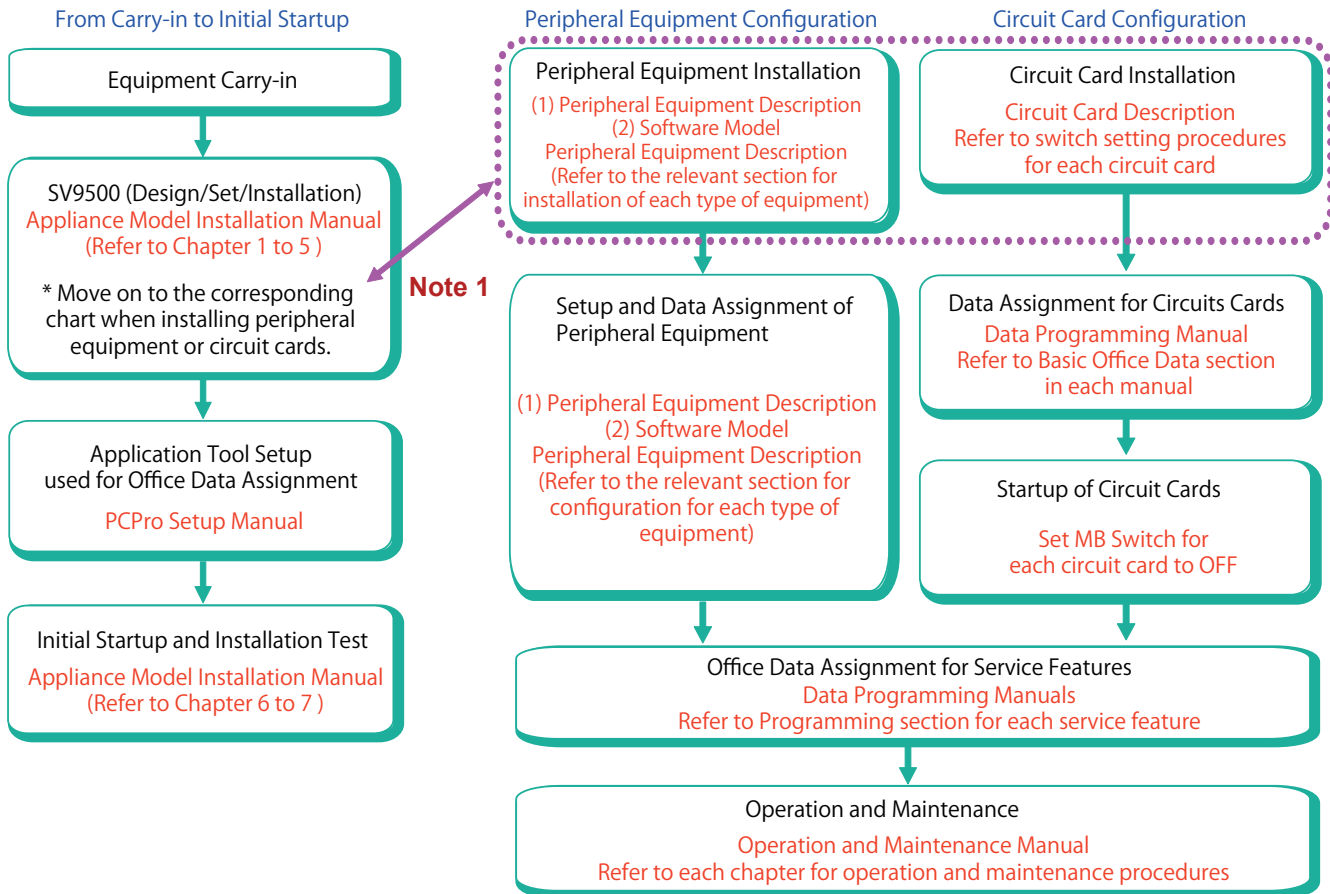 From Carry-in to Initial Startup
Equipment Carry-in
SV9500 (Design/Set/Installation)
Appliance Model Installation Manual
(Refer to Chapter 1 to 5 )
* Move on to the corresponding
chart when installing peripheral
equipment or circuit cards.
Application Tool Setup
used for Office Data Assignment
PCPro Setup Manual
Initial Startup and Installation Test
Appliance Model Installation Manual
(Refer to Chapter 6 to 7 )
Note 1
Peripheral Equipment Configuration
Peripheral Equipment Installation
(1) Peripheral Equipment Description
(2) Software Model
Peripheral Equipment Description
(Refer to the relevant section for
installation of each type of equipment)
Setup and Data Assignment of
Peripheral Equipment
(1) Peripheral Equipment Description
(2) Software Model
Peripheral Equipment Description
(Refer to the relevant section for
configuration for each type of
equipment)
Circuit Card Configuration
Circuit Card Installation
Circuit Card Description
Refer to switch setting procedures
for each circuit card
Data Assignment for Circuits Cards
Data Programming Manual
Refer to Basic Office Data section
in each manual
Startup of Circuit Cards
Set MB Switch for
each circuit card to OFF
Office Data Assignment for Service Features
Data Programming Manuals
Refer to Programming section for each service feature
Operation and Maintenance
Operation and Maintenance Manual
Refer to each chapter for operation and maintenance procedures